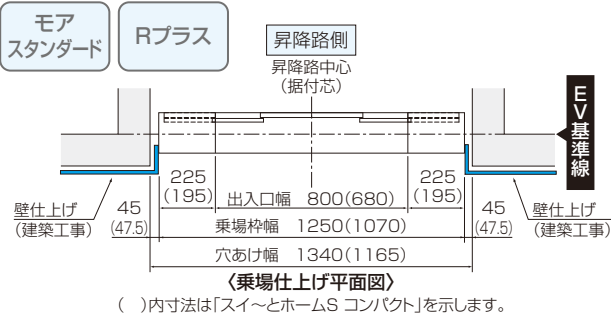 モア
スタンダード
Rプラス
昇降路側
昇降路中心
（据付芯）
EV基準線
225
(195)
出入口幅 800(680)
225
(195)
壁仕上げ
（建築工事）
45
(47.5)
乗場枠幅 1250(1070)
45
(47.5)
壁仕上げ
（建築工事）
穴あけ幅 1340(1165)
〈乗場仕上げ平面図〉
( )内寸法は「スイ〜とホームS コンパクト」を示します。